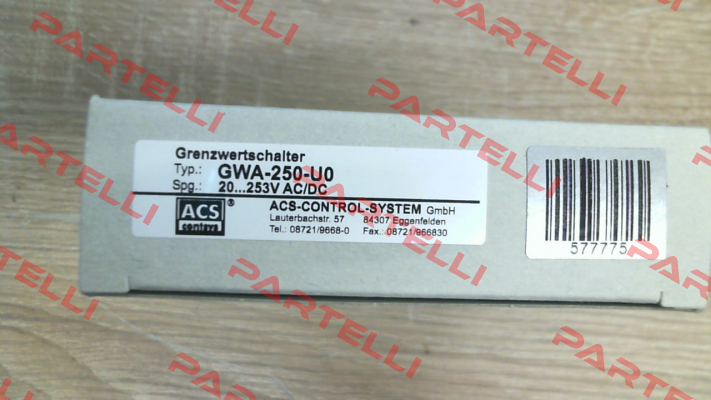 Grenzwertschalter
Typ.: GWA-250-U0
Spg.: 20...253V AC/DC
ACS® ACS-CONTROL-SYSTEM GmbH
controls Lauterbachstr. 57 84307 Eggenfelden
Tel.: 08721/9668-0 Fax.: 08721/966830
577775
PARTELLI
PARTELLI
PARTELLI
PARTELLI
PARTELLI
PARTELLI
PARTELLI